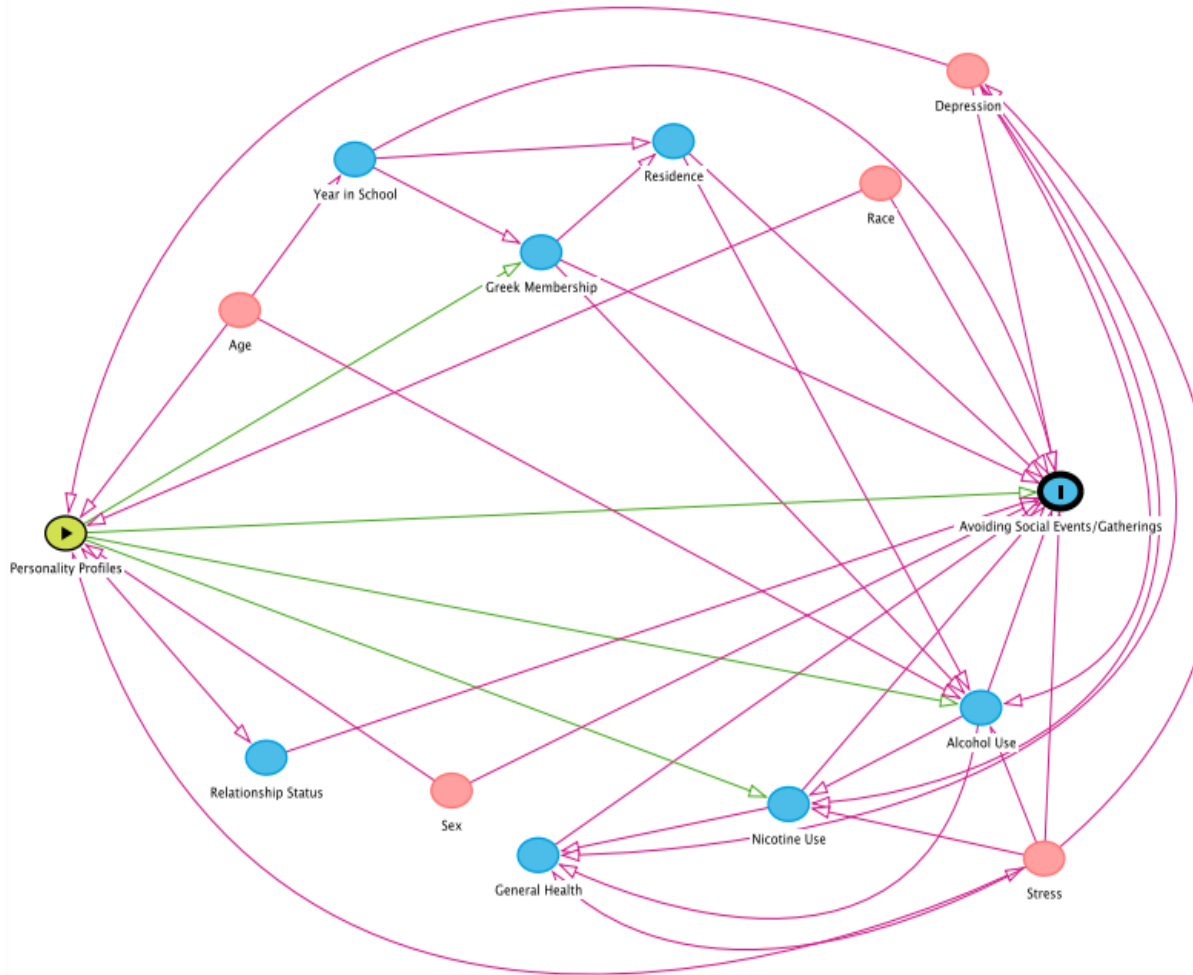 Depression
Year in School
Residence
Race
Greek Membership
Age
Avoiding Social Events/Gatherings
Personality Profiles
Alcohol Use
Relationship Status
Sex
Nicotine Use
General Health
Stress